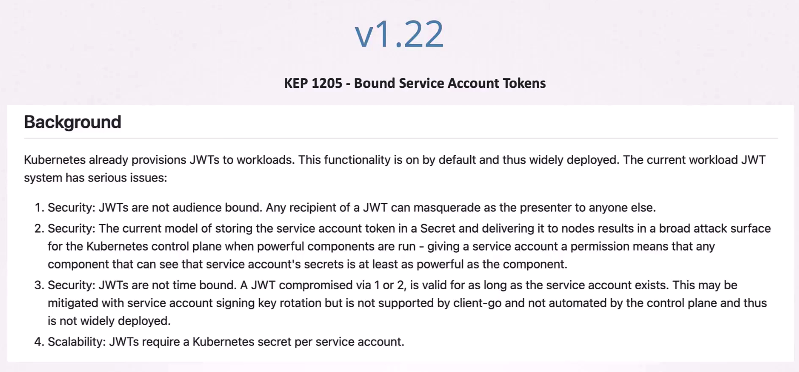 v1.22
KEP 1205 - Bound Service Account Tokens
Background
Kubernetes already provisions JWTs to workloads. This functionality is on by default and thus widely deployed. The current workload JWT
system has serious issues:
1. Security: JWTs are not audience bound. Any recipient of a JWT can masquerade as the presenter to anyone else.
2. Security: The current model of storing the service account token in a Secret and delivering it to nodes results in a broad attack surface
for the Kubernetes control plane when powerful components are run - giving a service account a permission means that any
component that can see that service account's secrets is at least as powerful as the component.
3. Security: JWTs are not time bound. A JWT compromised via 1 or 2, is valid for as long as the service account exists. This may be
mitigated with service account signing key rotation but is not supported by client-go and not automated by the control plane and thus
is not widely deployed.
4. Scalability: JWTs require a Kubernetes secret per service account.